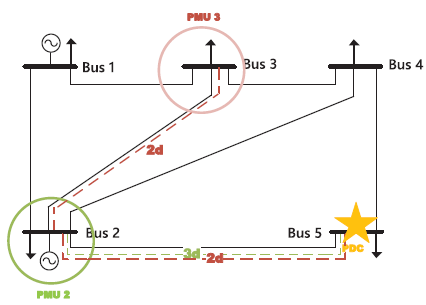 PMU 3
Bus 1
Bus 3
Bus 4
2d
Bus 2
Bus 5
3d
2d
PDC
PMU 2